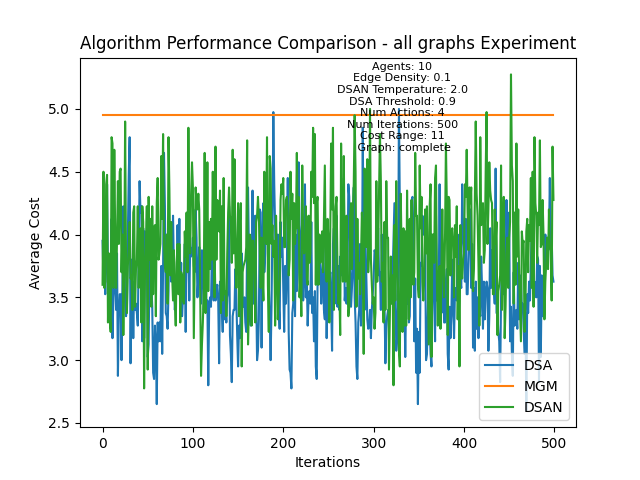 Algorithm Performance Comparison - all graphs Experiment
Agents: 10
Edge Density: 0.1
DSAN Temperature: 2.0
DSA Threshold: 0.9
Num Actions: 4
Num Iterations: 500
Cost Range: 11
Graph: complete
5.0
4.5
4.0
3.5
3.0
2.5
Average Cost
DSA
MGM
DSAN
0
100
200
300
400
500
Iterations